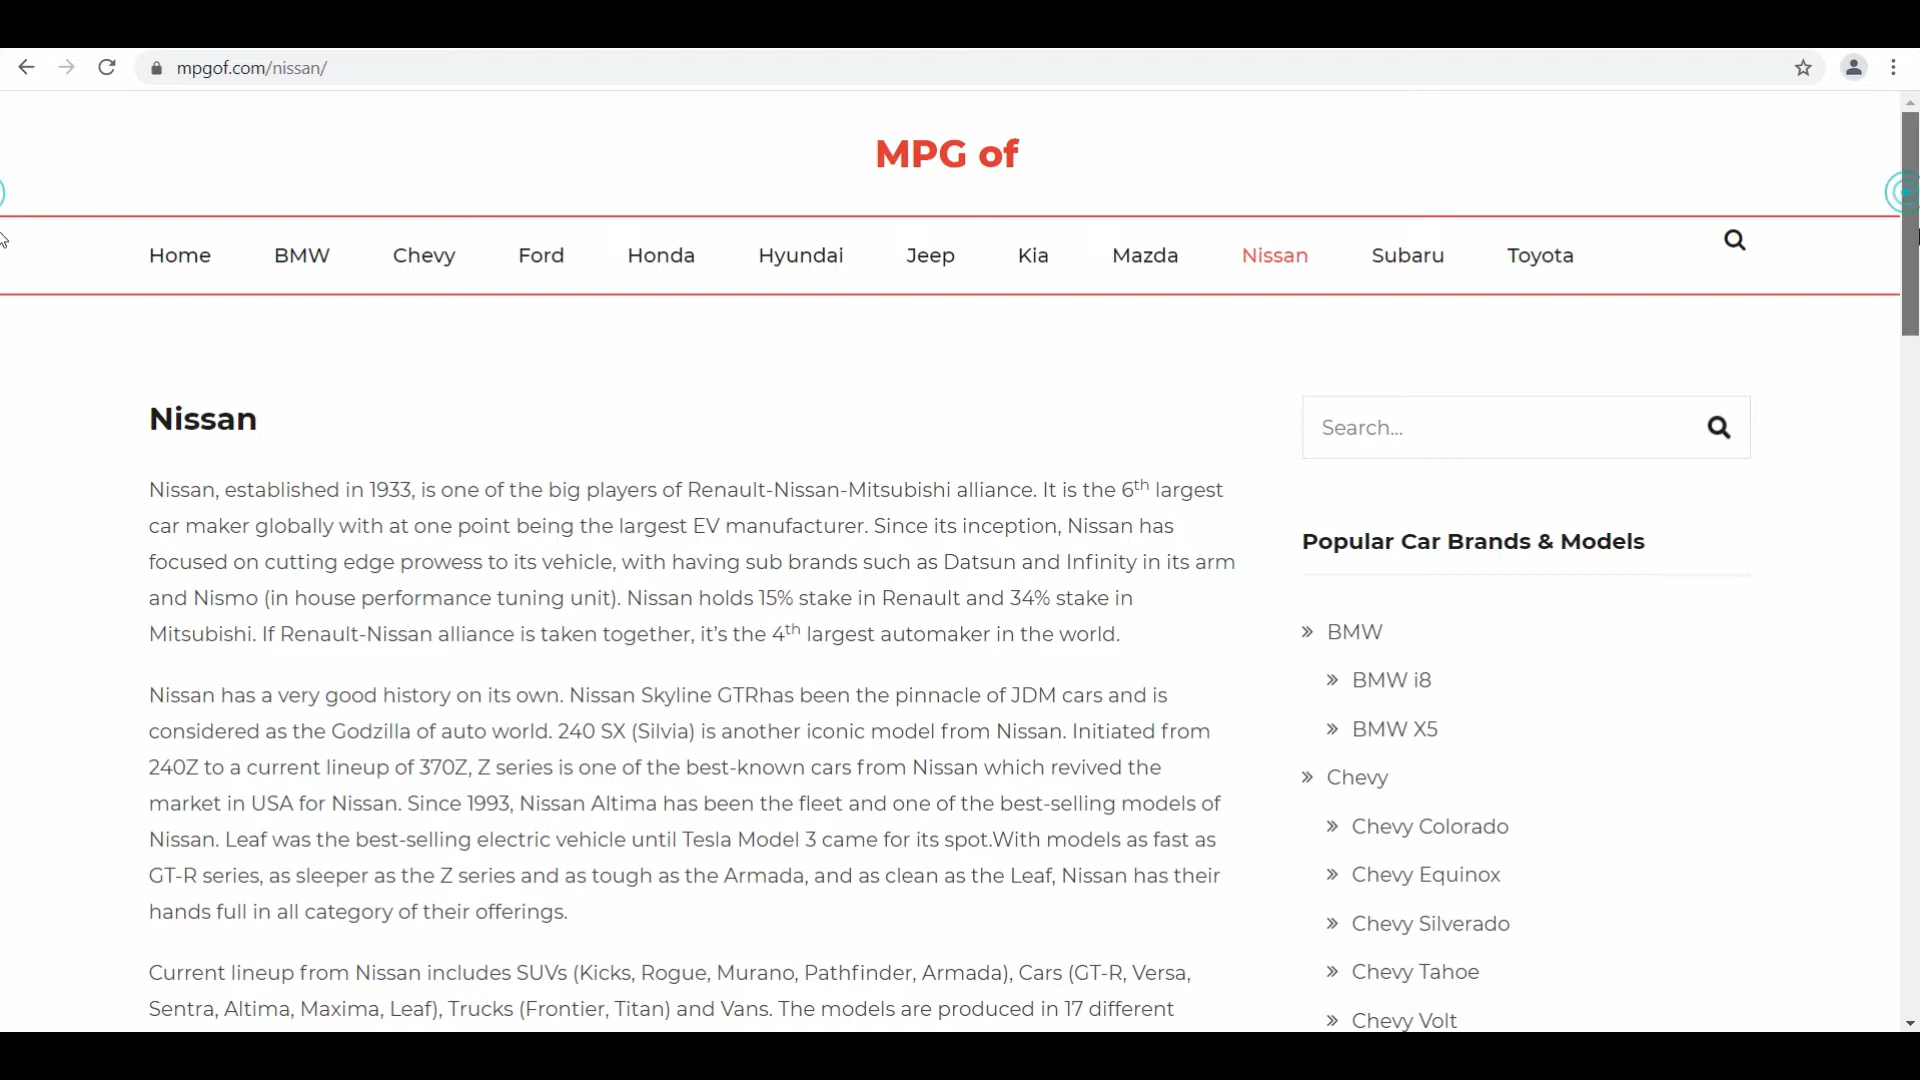 mpgof.com/nissan/
MPG of
Home BMW Chevy Ford Honda Hyundai Jeep Kia Mazda Nissan Subaru Toyota
Nissan
Nissan, established in 1933, is one of the big players of Renault-Nissan-Mitsubishi alliance. It is the 6th largest
car maker globally with at one point being the largest EV manufacturer. Since its inception, Nissan has
focused on cutting edge prowess to its vehicle, with having sub brands such as Datsun and Infinity in its arm
and Nismo (in house performance tuning unit). Nissan holds 15% stake in Renault and 34% stake in
Mitsubishi. If Renault-Nissan alliance is taken together, it's the 4th largest automaker in the world.
Nissan has a very good history on its own. Nissan Skyline GTRhas been the pinnacle of JDM cars and is
considered as the Godzilla of auto world. 240 SX (Silvia) is another iconic model from Nissan. Initiated from
240Z to a current lineup of 370Z, Z series is one of the best-known cars from Nissan which revived the
market in USA for Nissan. Since 1993, Nissan Altima has been the fleet and one of the best-selling models of
Nissan. Leaf was the best-selling electric vehicle until Tesla Model 3 came for its spot.With models as fast as
GT-R series, as sleeper as the Z series and as tough as the Armada, and as clean as the Leaf, Nissan has their
hands full in all category of their offerings.
Current lineup from Nissan includes SUVs (Kicks, Rogue, Murano, Pathfinder, Armada), Cars (GT-R, Versa,
Sentra, Altima, Maxima, Leaf), Trucks (Frontier, Titan) and Vans. The models are produced in 17 different
Search...
Popular Car Brands & Models
» BMW
» BMW i8
» BMW X5
» Chevy
» Chevy Colorado
» Chevy Equinox
» Chevy Silverado
» Chevy Tahoe
» Chevy Volt